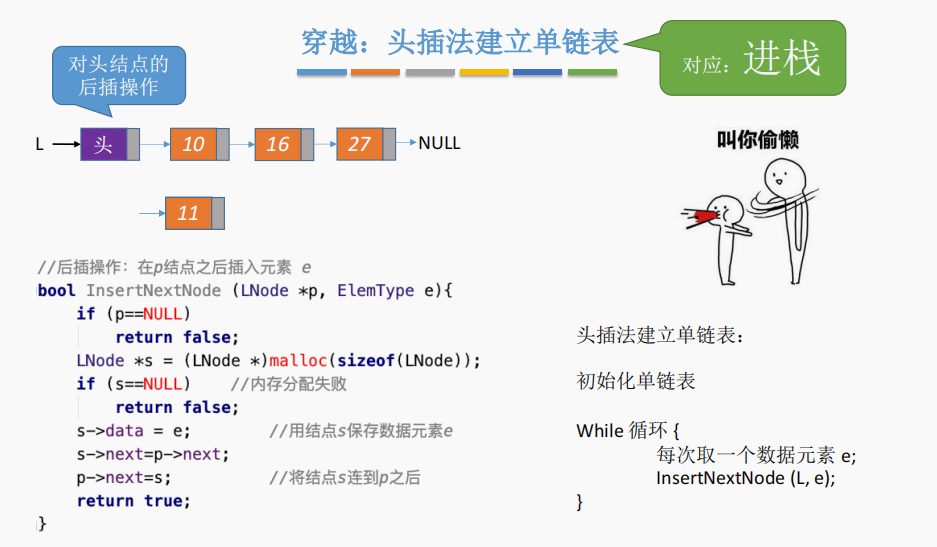 穿越：头插法建立单链表
对应：进栈
对头结点的
后插操作
L 头 10 16 27 NULL
11
叫你偷懒
//后插操作：在p结点之后插入元素 e
bool InsertNextNode (LNode *p, ElemType e){
if (p==NULL)
return false;
LNode *s = (LNode *)malloc(sizeof(LNode));
if (s==NULL) //内存分配失败
return false;
s->data = e; //用结点s保存数据元素e
s->next=p->next;
p->next=s; //将结点s连到p之后
return true;
}
头插法建立单链表：
初始化单链表
While 循环 {
每次取一个数据元素 e;
InsertNextNode (L, e);
}